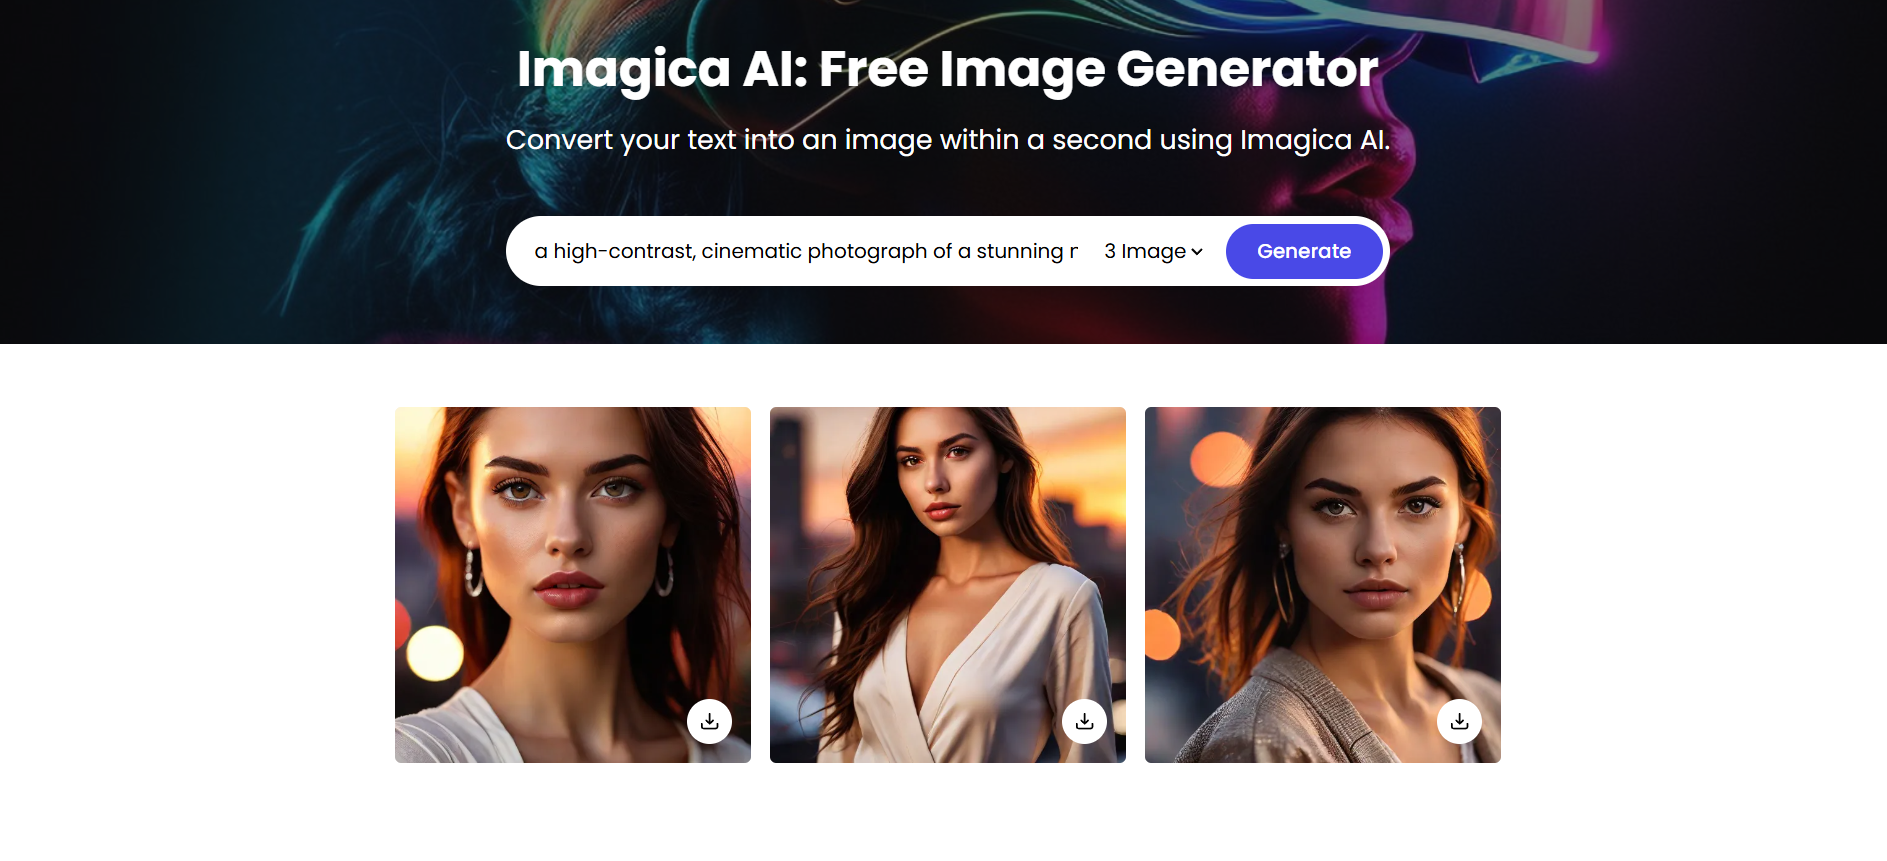 Imagica AI: Free Image Generator
Convert your text into an image within a second using Imagica AI.
a high-contrast, cinematic photograph of a stunning
3 Image
Generate